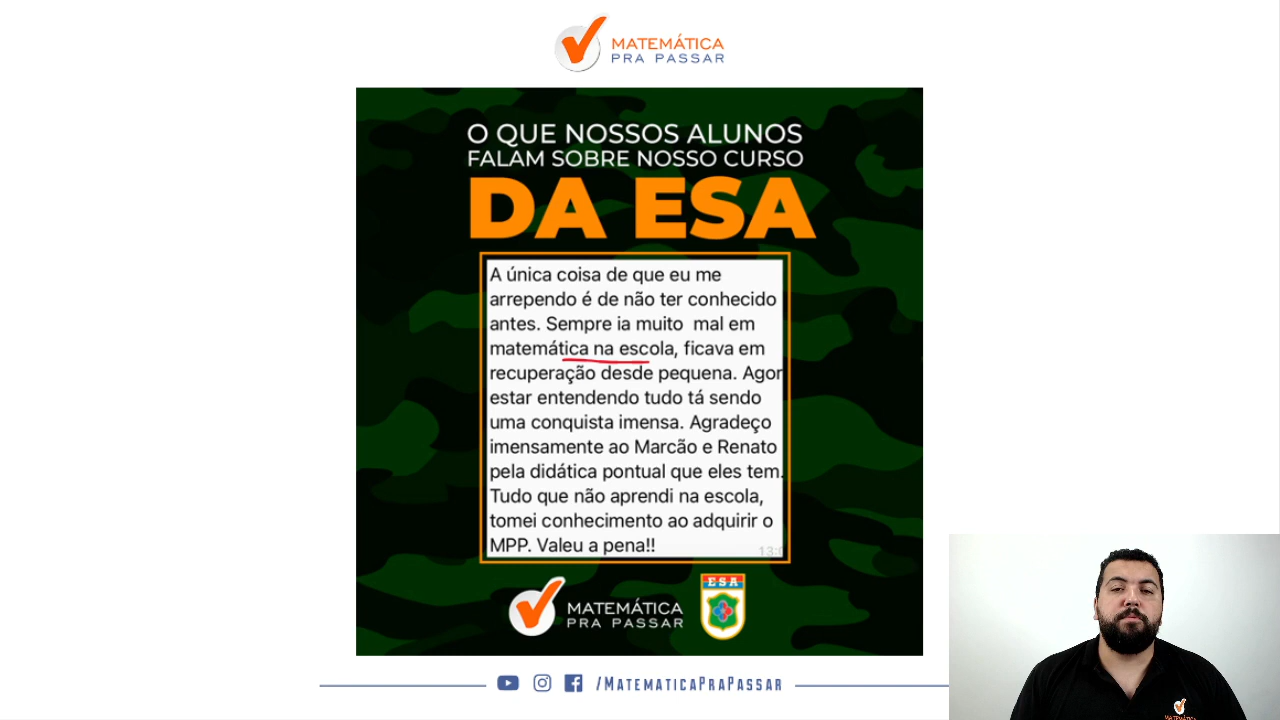 MATEMÁTICA
PRA PASSAR
O QUE NOSSOS ALUNOS
FALAM SOBRE NOSSO CURSO
DA ESA
A única coisa de que eu me
arrependo é de não ter conhecido
antes. Sempre ia muito mal em
matemática na escola, ficava em
recuperação desde pequena. Agor
estar entendendo tudo tá sendo
uma conquista imensa. Agradeço
imensamente ao Marcão e Renato
pela didática pontual que eles tem.
Tudo que não aprendi na escola,
tomei conhecimento ao adquirir o
MPP. Valeu a pena!!
MATEMÁTICA
PRA PASSAR
ESA
/MATEMATICAPRAPASSAR